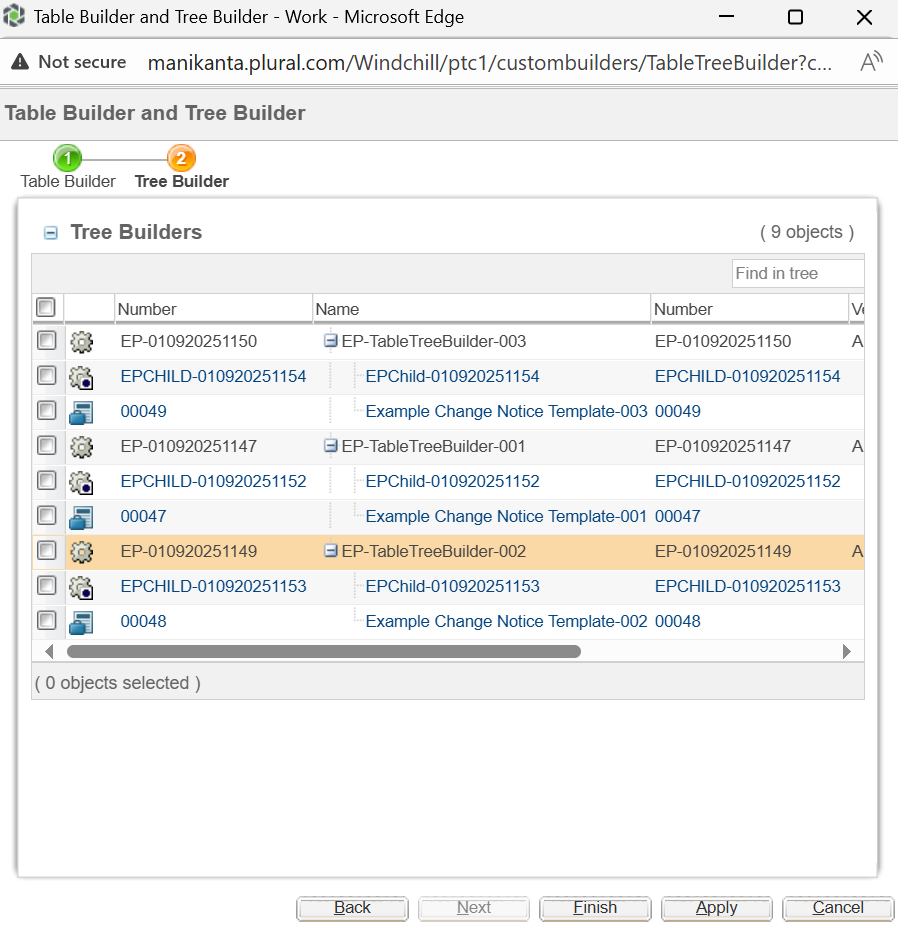 Table Builder and Tree Builder - Work - Microsoft Edge
Not secure manikanta.plural.com/Windchill/ptc1/custombuilders/TableTreeBuilder?c...
Table Builder and Tree Builder
1 2
Table Builder Tree Builder
Tree Builders ( 9 objects )
Find in tree
Number Name Number Ve
EP-010920251150 EP-TableTreeBuilder-003 EP-010920251150 A
EPCHILD-010920251154 EPChild-010920251154 EPCHILD-010920251154
00049 Example Change Notice Template-003 00049
EP-010920251147 EP-TableTreeBuilder-001 EP-010920251147 A
EPCHILD-010920251152 EPChild-010920251152 EPCHILD-010920251152
00047 Example Change Notice Template-001 00047
EP-010920251149 EP-TableTreeBuilder-002 EP-010920251149 A
EPCHILD-010920251153 EPChild-010920251153 EPCHILD-010920251153
00048 Example Change Notice Template-002 00048
( 0 objects selected )
Back Next Finish Apply Cancel